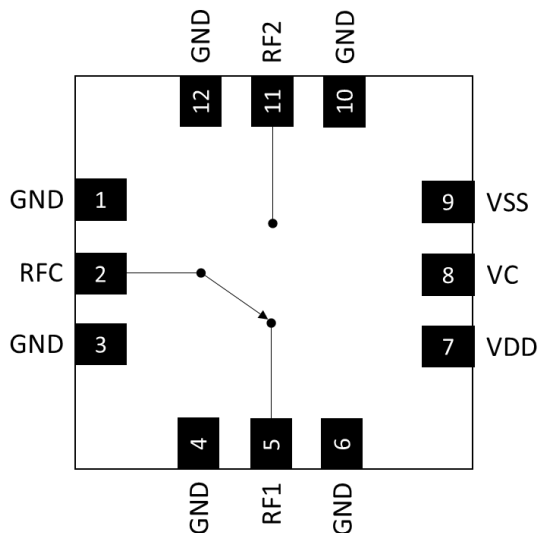 GND
RF2
GND
12
11
10
GND 1
9 VSS
RFC 2
8 VC
GND 3
7 VDD
4
5
6
GND
RF1
GND